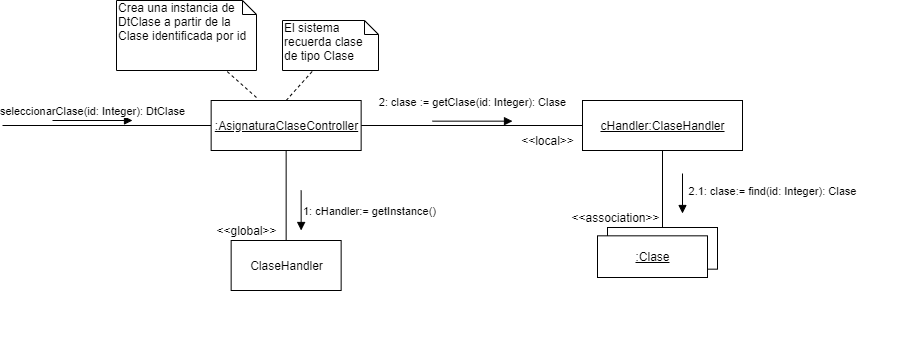 Crea una instancia de
DtClase a partir de la
Clase identificada por id
El sistema
recuerda clase
de tipo Clase
seleccionarClase(id: Integer): DtClase
2: clase := getClase(id: Integer): Clase
:AsignaturaClaseController
cHandler:ClaseHandler
<<local>>
2.1: clase:= find(id: Integer): Clase
1: cHandler:= getInstance()
<<association>>
<<global>>
:Clase
ClaseHandler